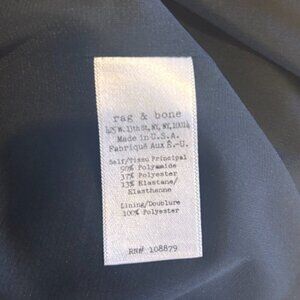 rag & bone
425 W. 13th St, NY, NY, 10014
Made in U.S.A.
Fabriqué Aux É.-U.
Self/Tissu Principal
50% Polyamide
37% Polyester
13% Elastane/
Elasthanne
Lining/Doublure
100% Polyester
RN# 108879